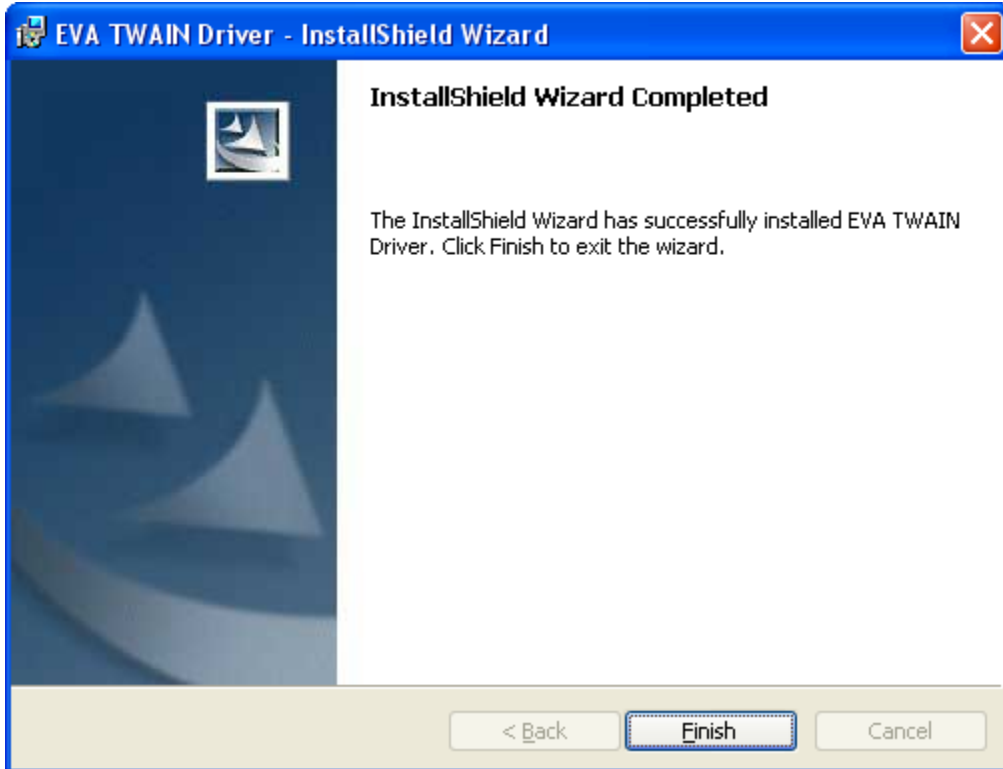 EVA TWAIN Driver - InstallShield Wizard
InstallShield Wizard Completed
The InstallShield Wizard has successfully installed EVA TWAIN
Driver. Click Finish to exit the wizard.
< Back
Finish
Cancel